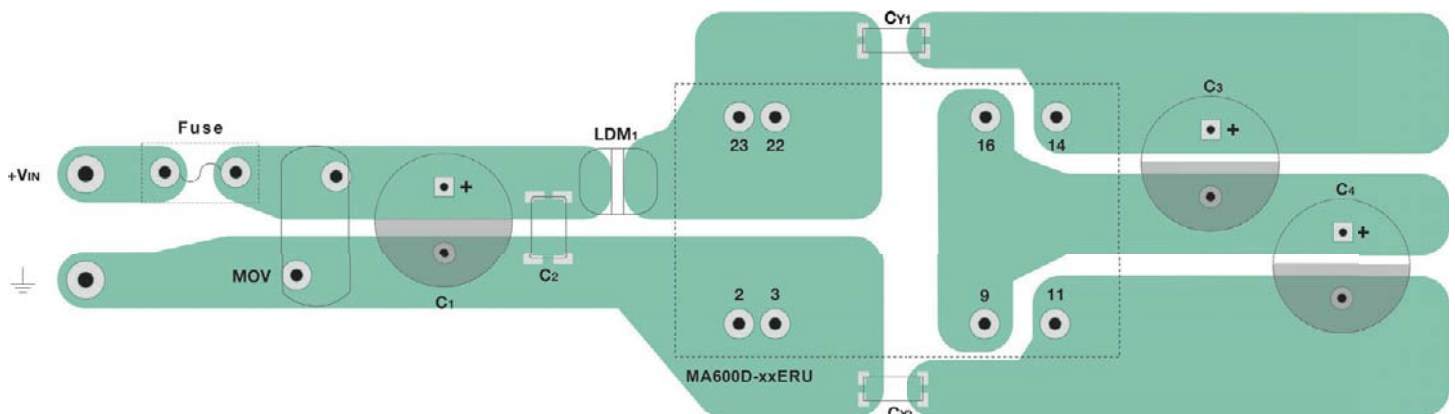 CY1
Fuse
LDM1
C3
+
23 22
16
14
+VIN
+
C4
+
MOV
C2
C1
2 3
9
11
MA600D-xxERU